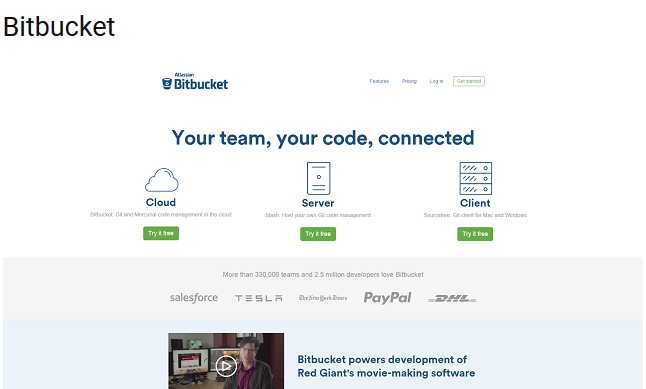 Bitbucket
Atlassian
Bitbucket
Features Pricing Log in Get started
Your team, your code, connected
Cloud Server Client
Bitbucket: Git and Mercurial code management in the cloud Stash: Host your own Git code management Sourcetree: Git client for Mac and Windows
Try it free Try it free Try it free
More than 330,000 teams and 2.5 million developers love Bitbucket
salesforce TESLA The New York Times PayPal DHL
Bitbucket powers development of
Red Giant's movie-making software